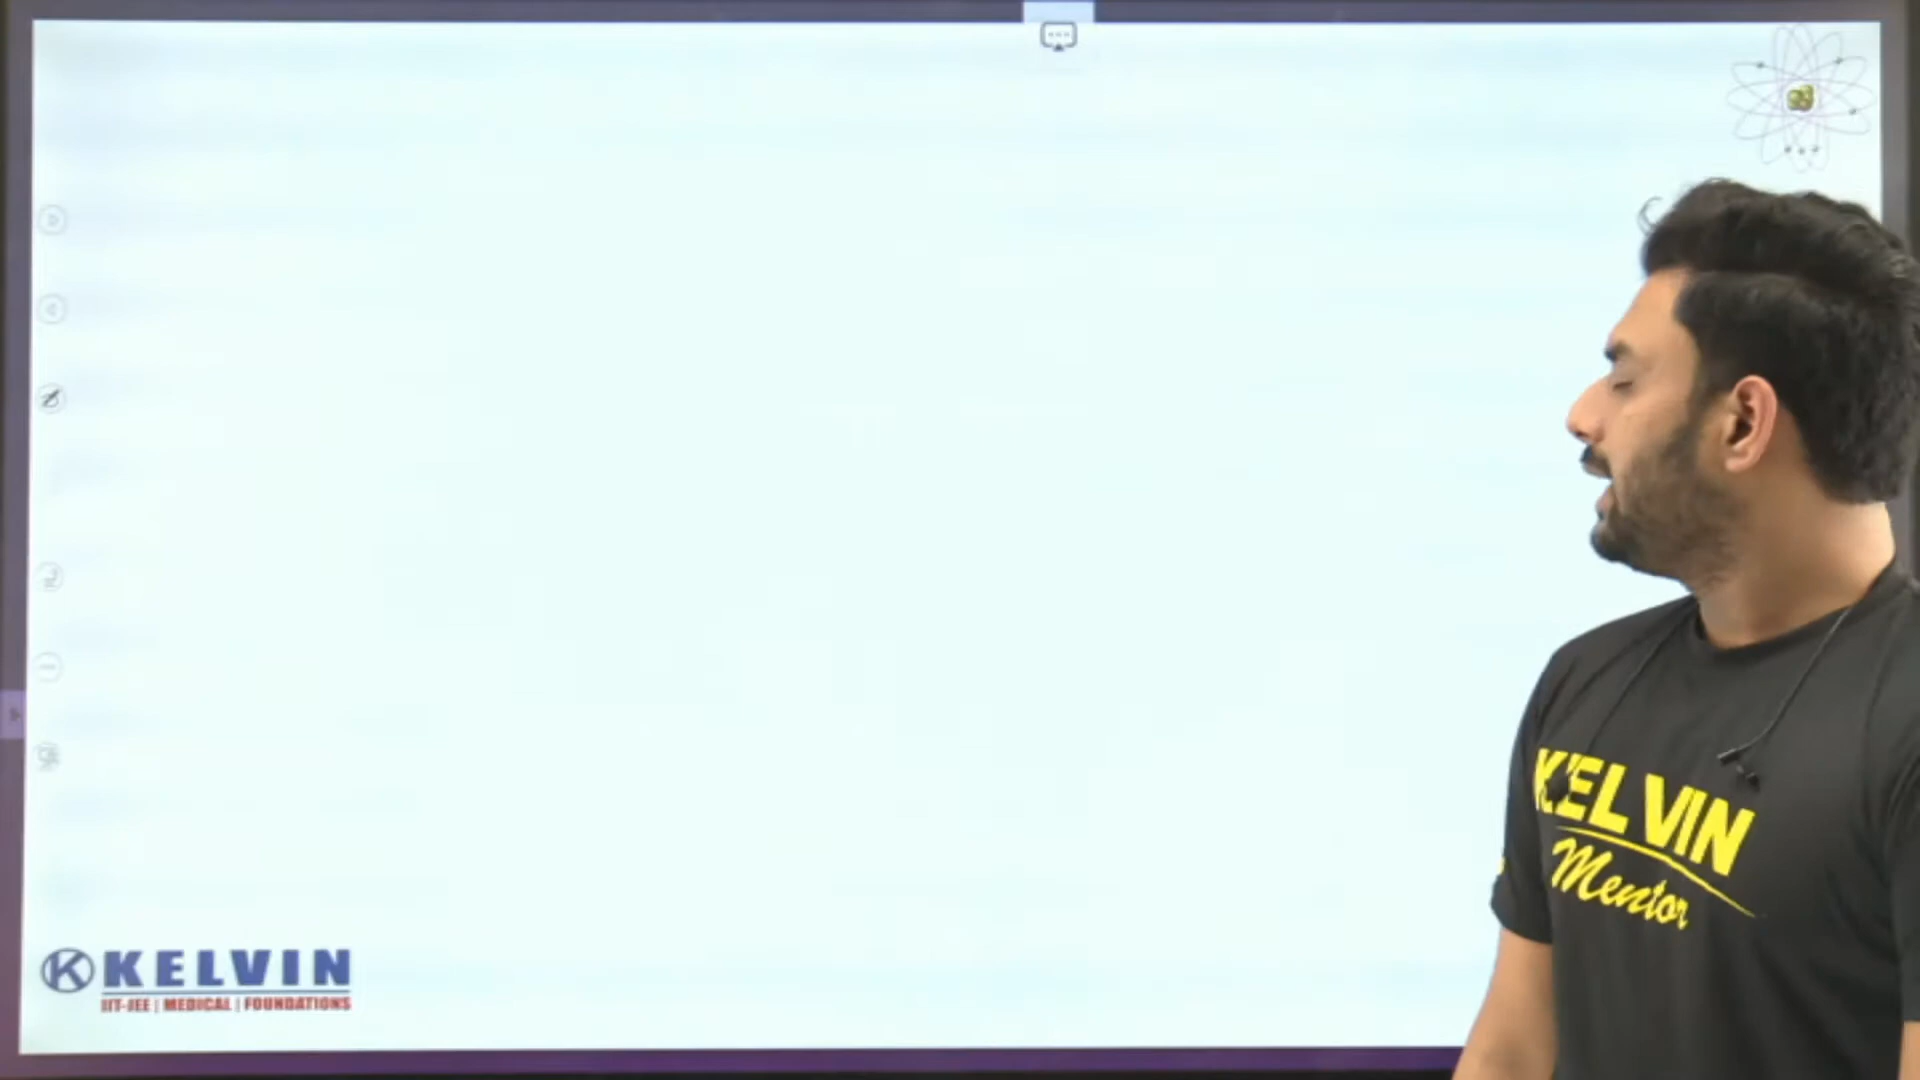 KELVIN
Mentor
K KELVIN
IIT-JEE | MEDICAL | FOUNDATIONS